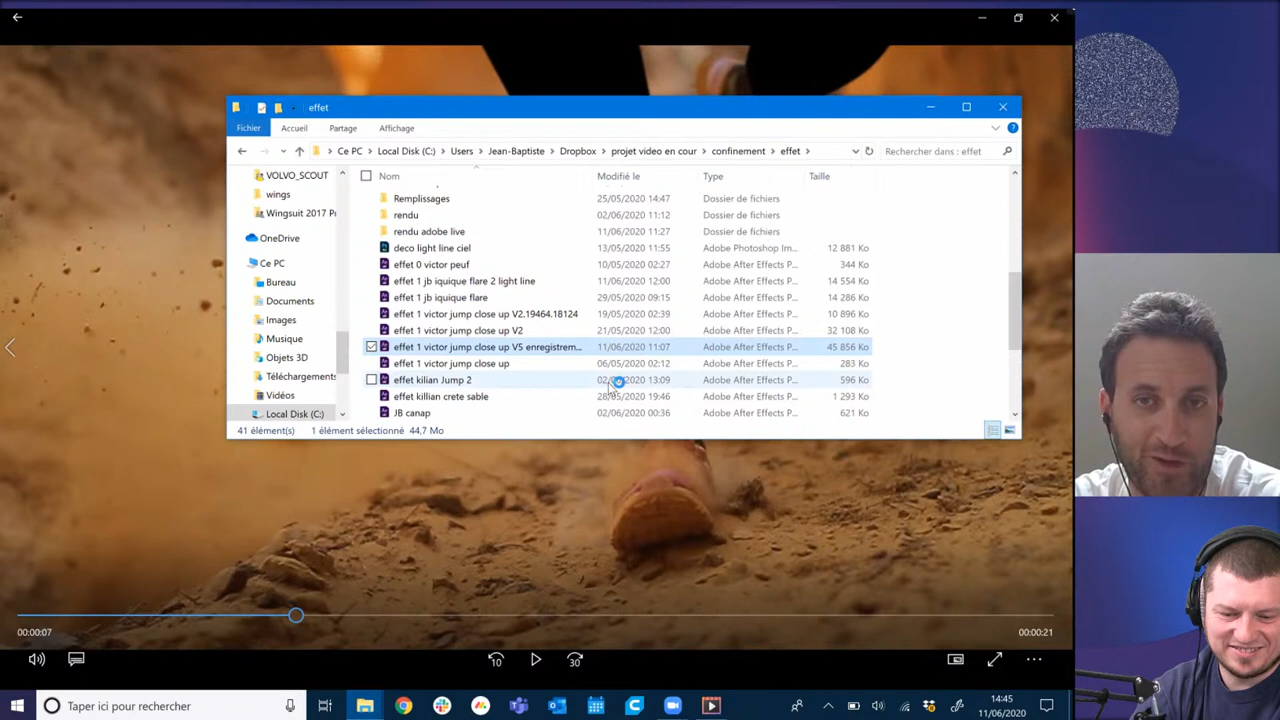 effet
Fichier Accueil Partage Affichage
Ce PC Local Disk (C:) Users Jean-Baptiste Dropbox projet video en cour confinement effet Rechercher dans : effet
VOLVO_SCOUT
wings
Wingsuit 2017 Pr
OneDrive
Ce PC
Bureau
Documents
Images
Musique
Objets 3D
Téléchargements
Vidéos
Local Disk (C:)
Nom Modifié le Type Taille
Remplissages 25/05/2020 14:47 Dossier de fichiers
rendu 02/06/2020 11:12 Dossier de fichiers
rendu adobe live 11/06/2020 11:27 Dossier de fichiers
deco light line ciel 13/05/2020 11:55 Adobe Photoshop Im... 12 881 Ko
effet 0 victor peuf 10/05/2020 02:27 Adobe After Effects P... 344 Ko
effet 1 jb iquique flare 2 light line 11/06/2020 12:00 Adobe After Effects P... 14 554 Ko
effet 1 jb iquique flare 29/05/2020 09:15 Adobe After Effects P... 14 286 Ko
effet 1 victor jump close up V2.19464.18124 19/05/2020 02:39 Adobe After Effects P... 10 896 Ko
effet 1 victor jump close up V2 21/05/2020 12:00 Adobe After Effects P... 32 108 Ko
effet 1 victor jump close up V5 enregistrem... 11/06/2020 11:07 Adobe After Effects P... 45 856 Ko
effet 1 victor jump close up 06/05/2020 02:12 Adobe After Effects P... 283 Ko
effet kilian Jump 2 13:09 Adobe After Effects P... 596 Ko
effet killian crete sable 28/05/2020 19:46 Adobe After Effects P... 1 293 Ko
JB canap 02/06/2020 00:36 Adobe After Effects P... 621 Ko
41 élément(s) 1 élément sélectionné 44,7 Mo
00:00:07 00:00:21
10 30
Taper ici pour rechercher
14:45
11/06/2020